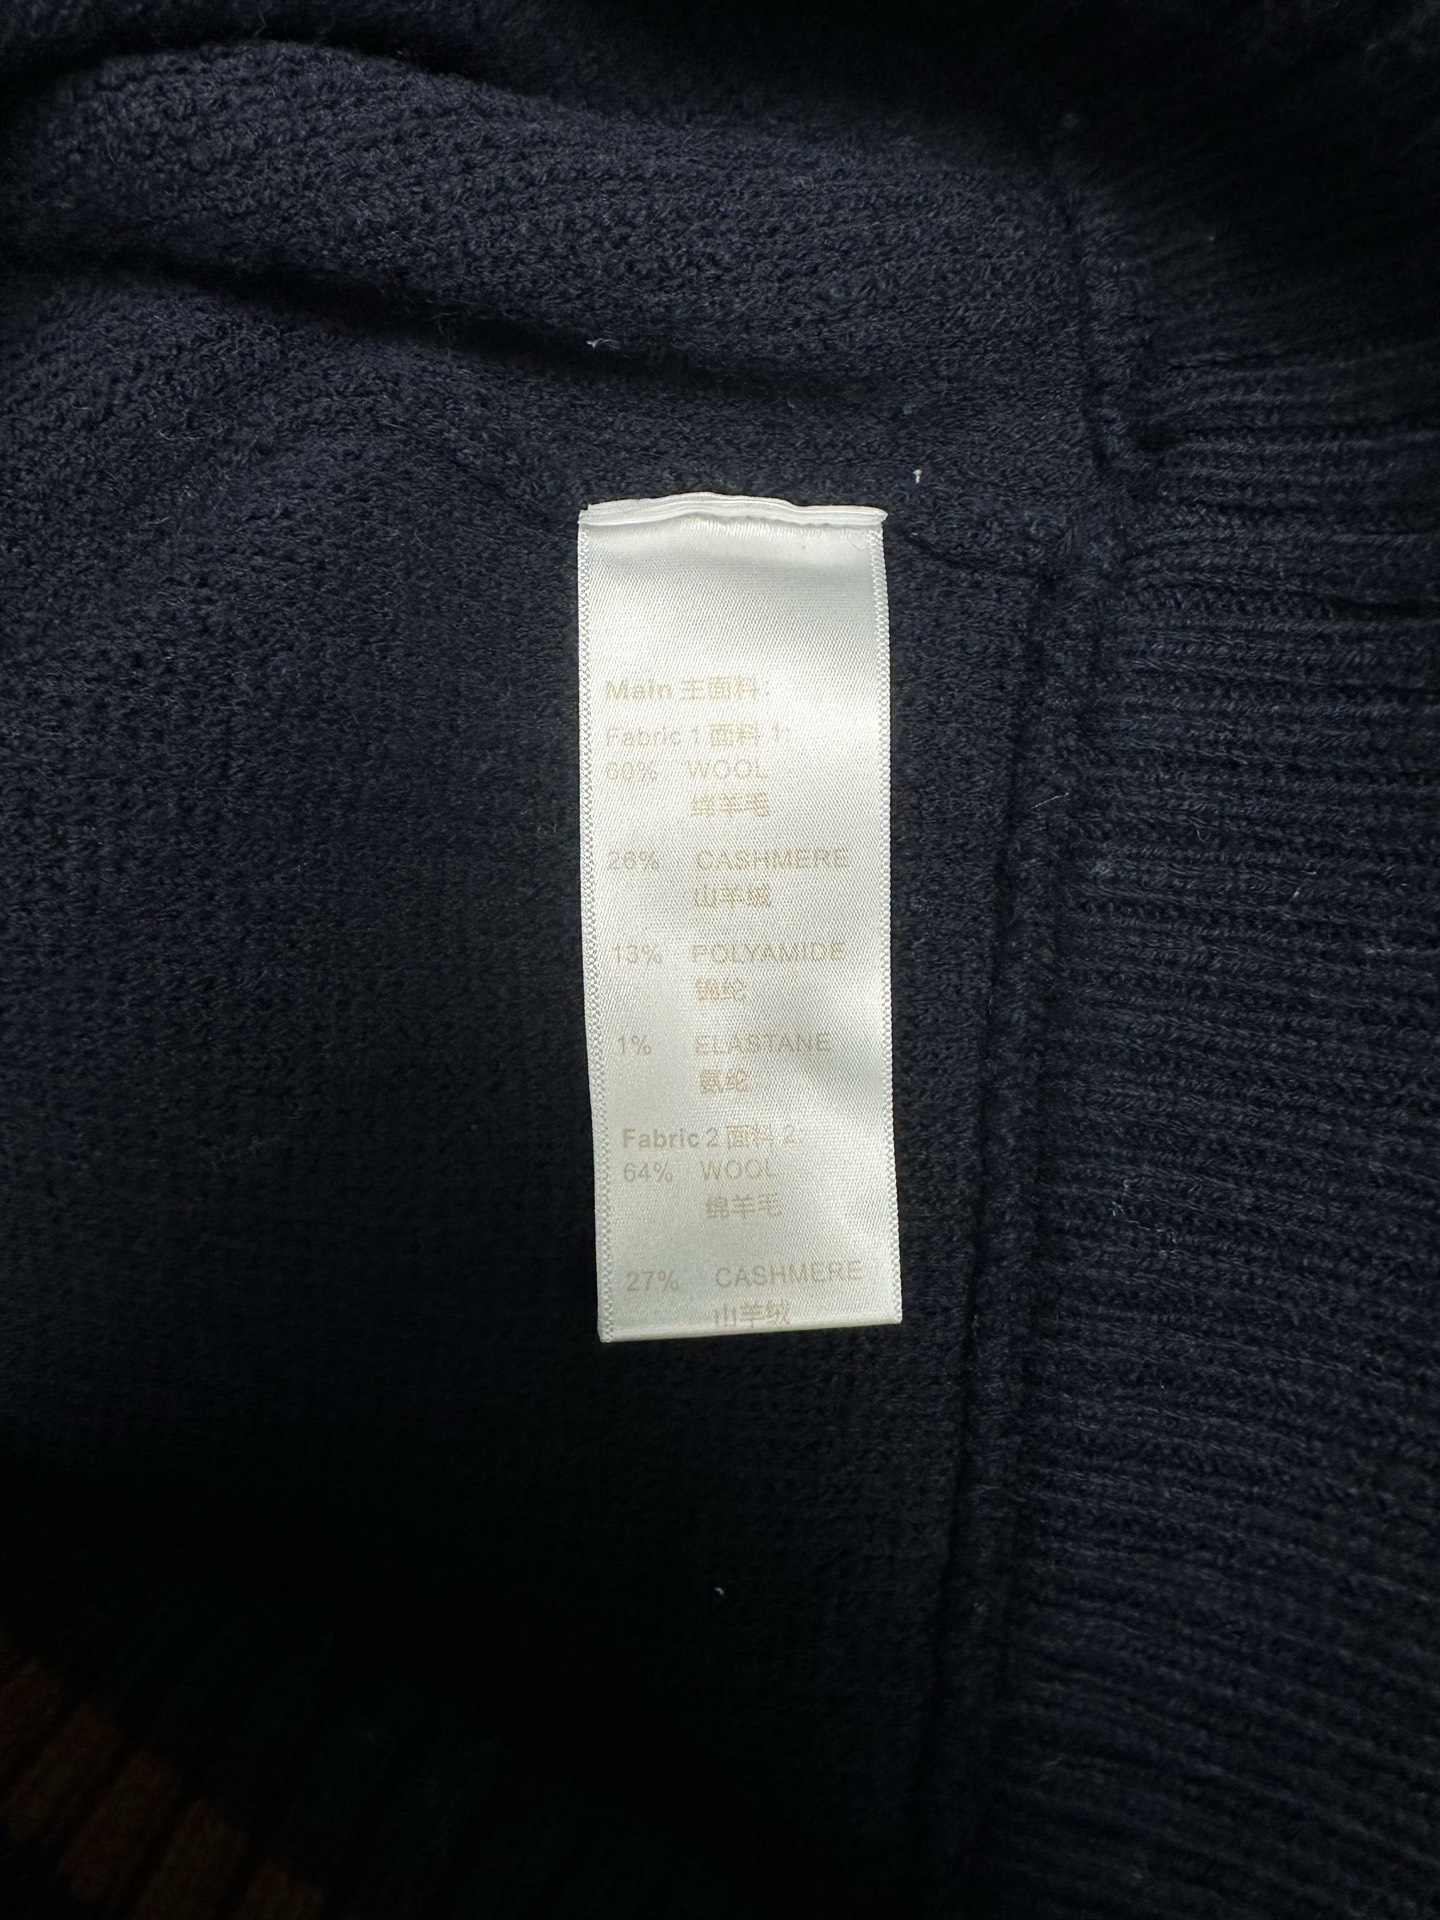 Main 主面料:
Fabric 1 面料 1:
60% WOOL
绵羊毛
26% CASHMERE
山羊绒
13% POLYAMIDE
锦纶
1% ELASTANE
氨纶
Fabric 2 面料 2:
64% WOOL
绵羊毛
27% CASHMERE
山羊绒